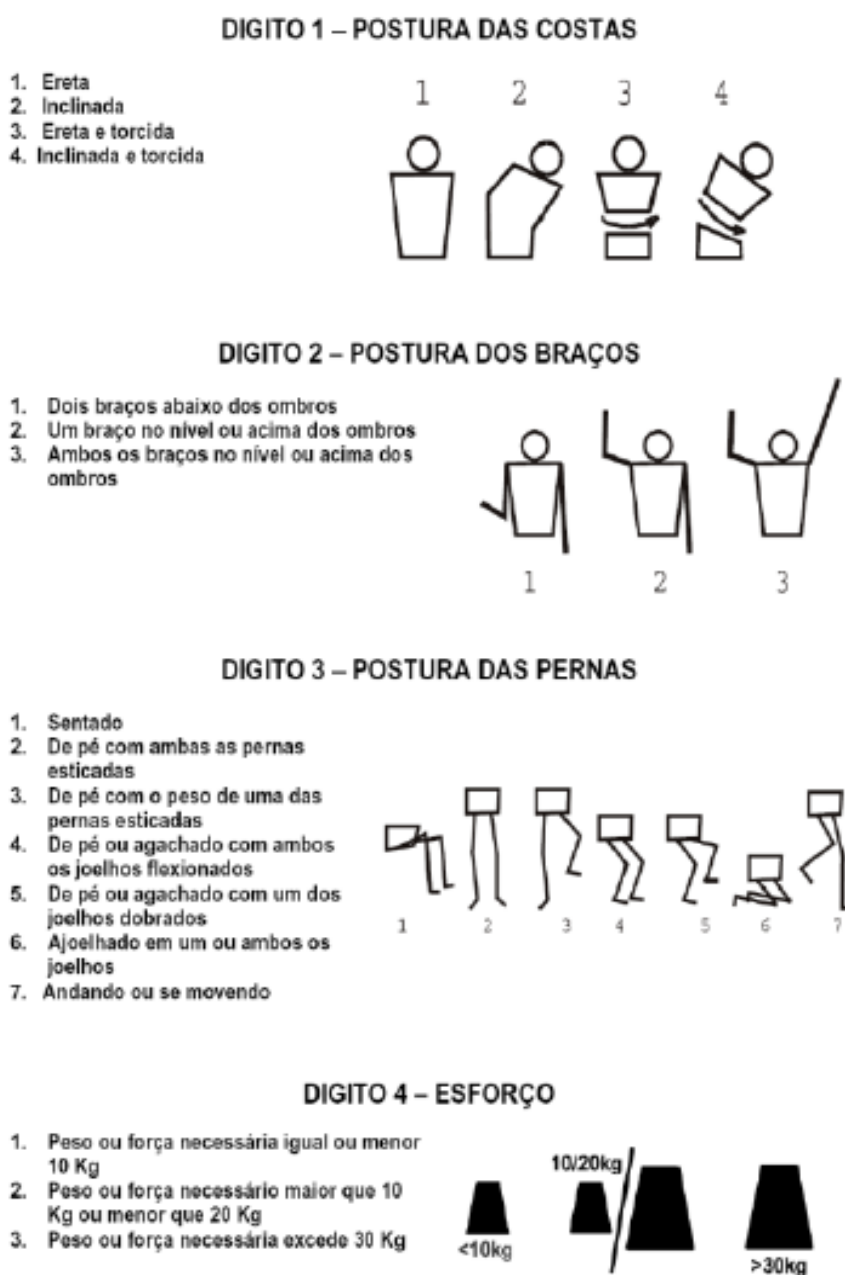 DIGITO 1 – POSTURA DAS COSTAS
1. Ereta
2. Inclinada
3. Ereta e torcida
4. Inclinada e torcida
1 2 3 4
DIGITO 2 – POSTURA DOS BRAÇOS
1. Dois braços abaixo dos ombros
2. Um braço no nível ou acima dos ombros
3. Ambos os braços no nível ou acima dos
ombros
1 2 3
DIGITO 3 – POSTURA DAS PERNAS
1. Sentado
2. De pé com ambas as pernas
esticadas
3. De pé com o peso de uma das
pernas esticadas
4. De pé ou agachado com ambos
os joelhos flexionados
5. De pé ou agachado com um dos
joelhos dobrados
6. Ajoelhado em um ou ambos os
joelhos
7. Andando ou se movendo
1 2 3 4 5 6 7
DIGITO 4 – ESFORÇO
1. Peso ou força necessária igual ou menor
10 Kg
2. Peso ou força necessário maior que 10
Kg ou menor que 20 Kg
3. Peso ou força necessária excede 30 Kg
10/20kg
<10kg
>30kg